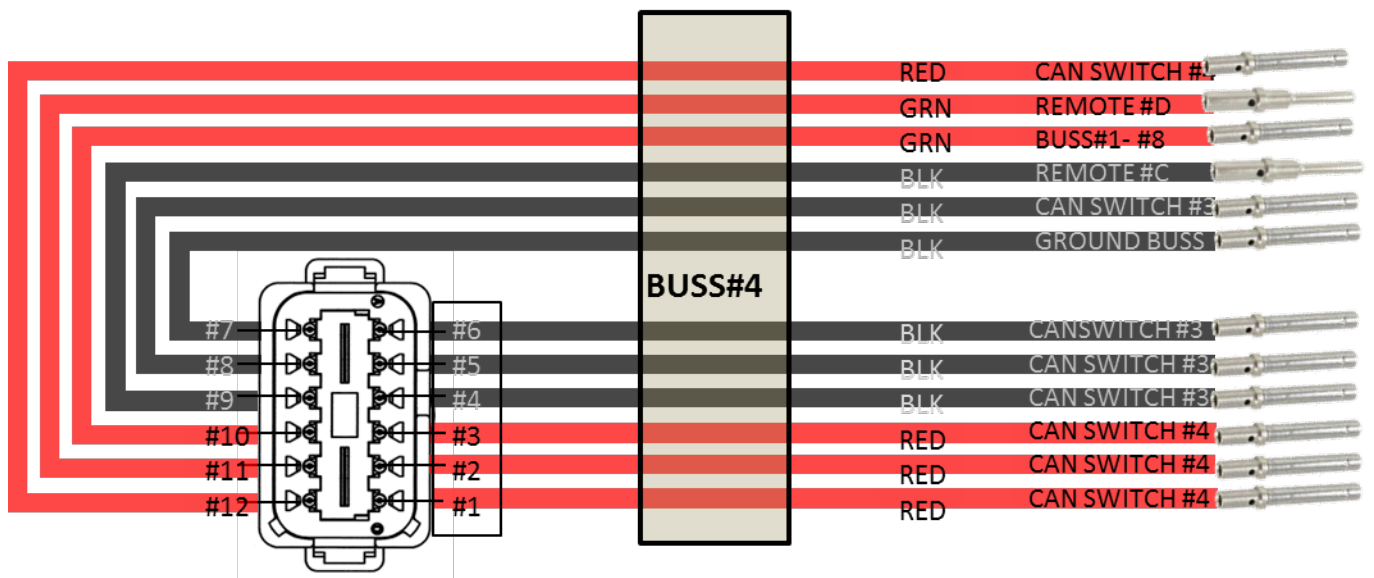 RED CAN SWITCH #4
GRN REMOTE #D
GRN BUSS#1- #8
BLK REMOTE #C
BLK CAN SWITCH #3
BLK GROUND BUSS
BUSS#4
#7 #6 BLK CANSWITCH #3
#8 #5 BLK CAN SWITCH #3
#9 #4 BLK CAN SWITCH #3
#10 #3 RED CAN SWITCH #4
#11 #2 RED CAN SWITCH #4
#12 #1 RED CAN SWITCH #4